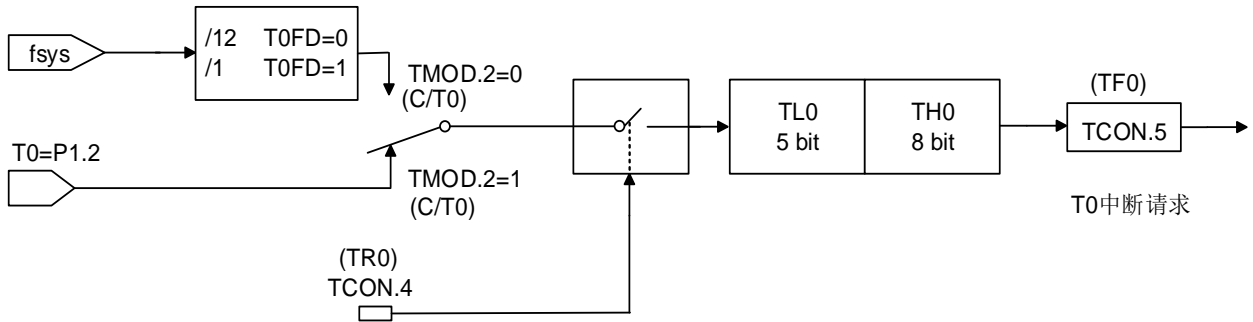 fsys
/12 T0FD=0
/1 T0FD=1
TMOD.2=0
(C/T0)
T0=P1.2
TMOD.2=1
(C/T0)
(TR0)
TCON.4
TL0
5 bit
TH0
8 bit
(TF0)
TCON.5
T0中断请求